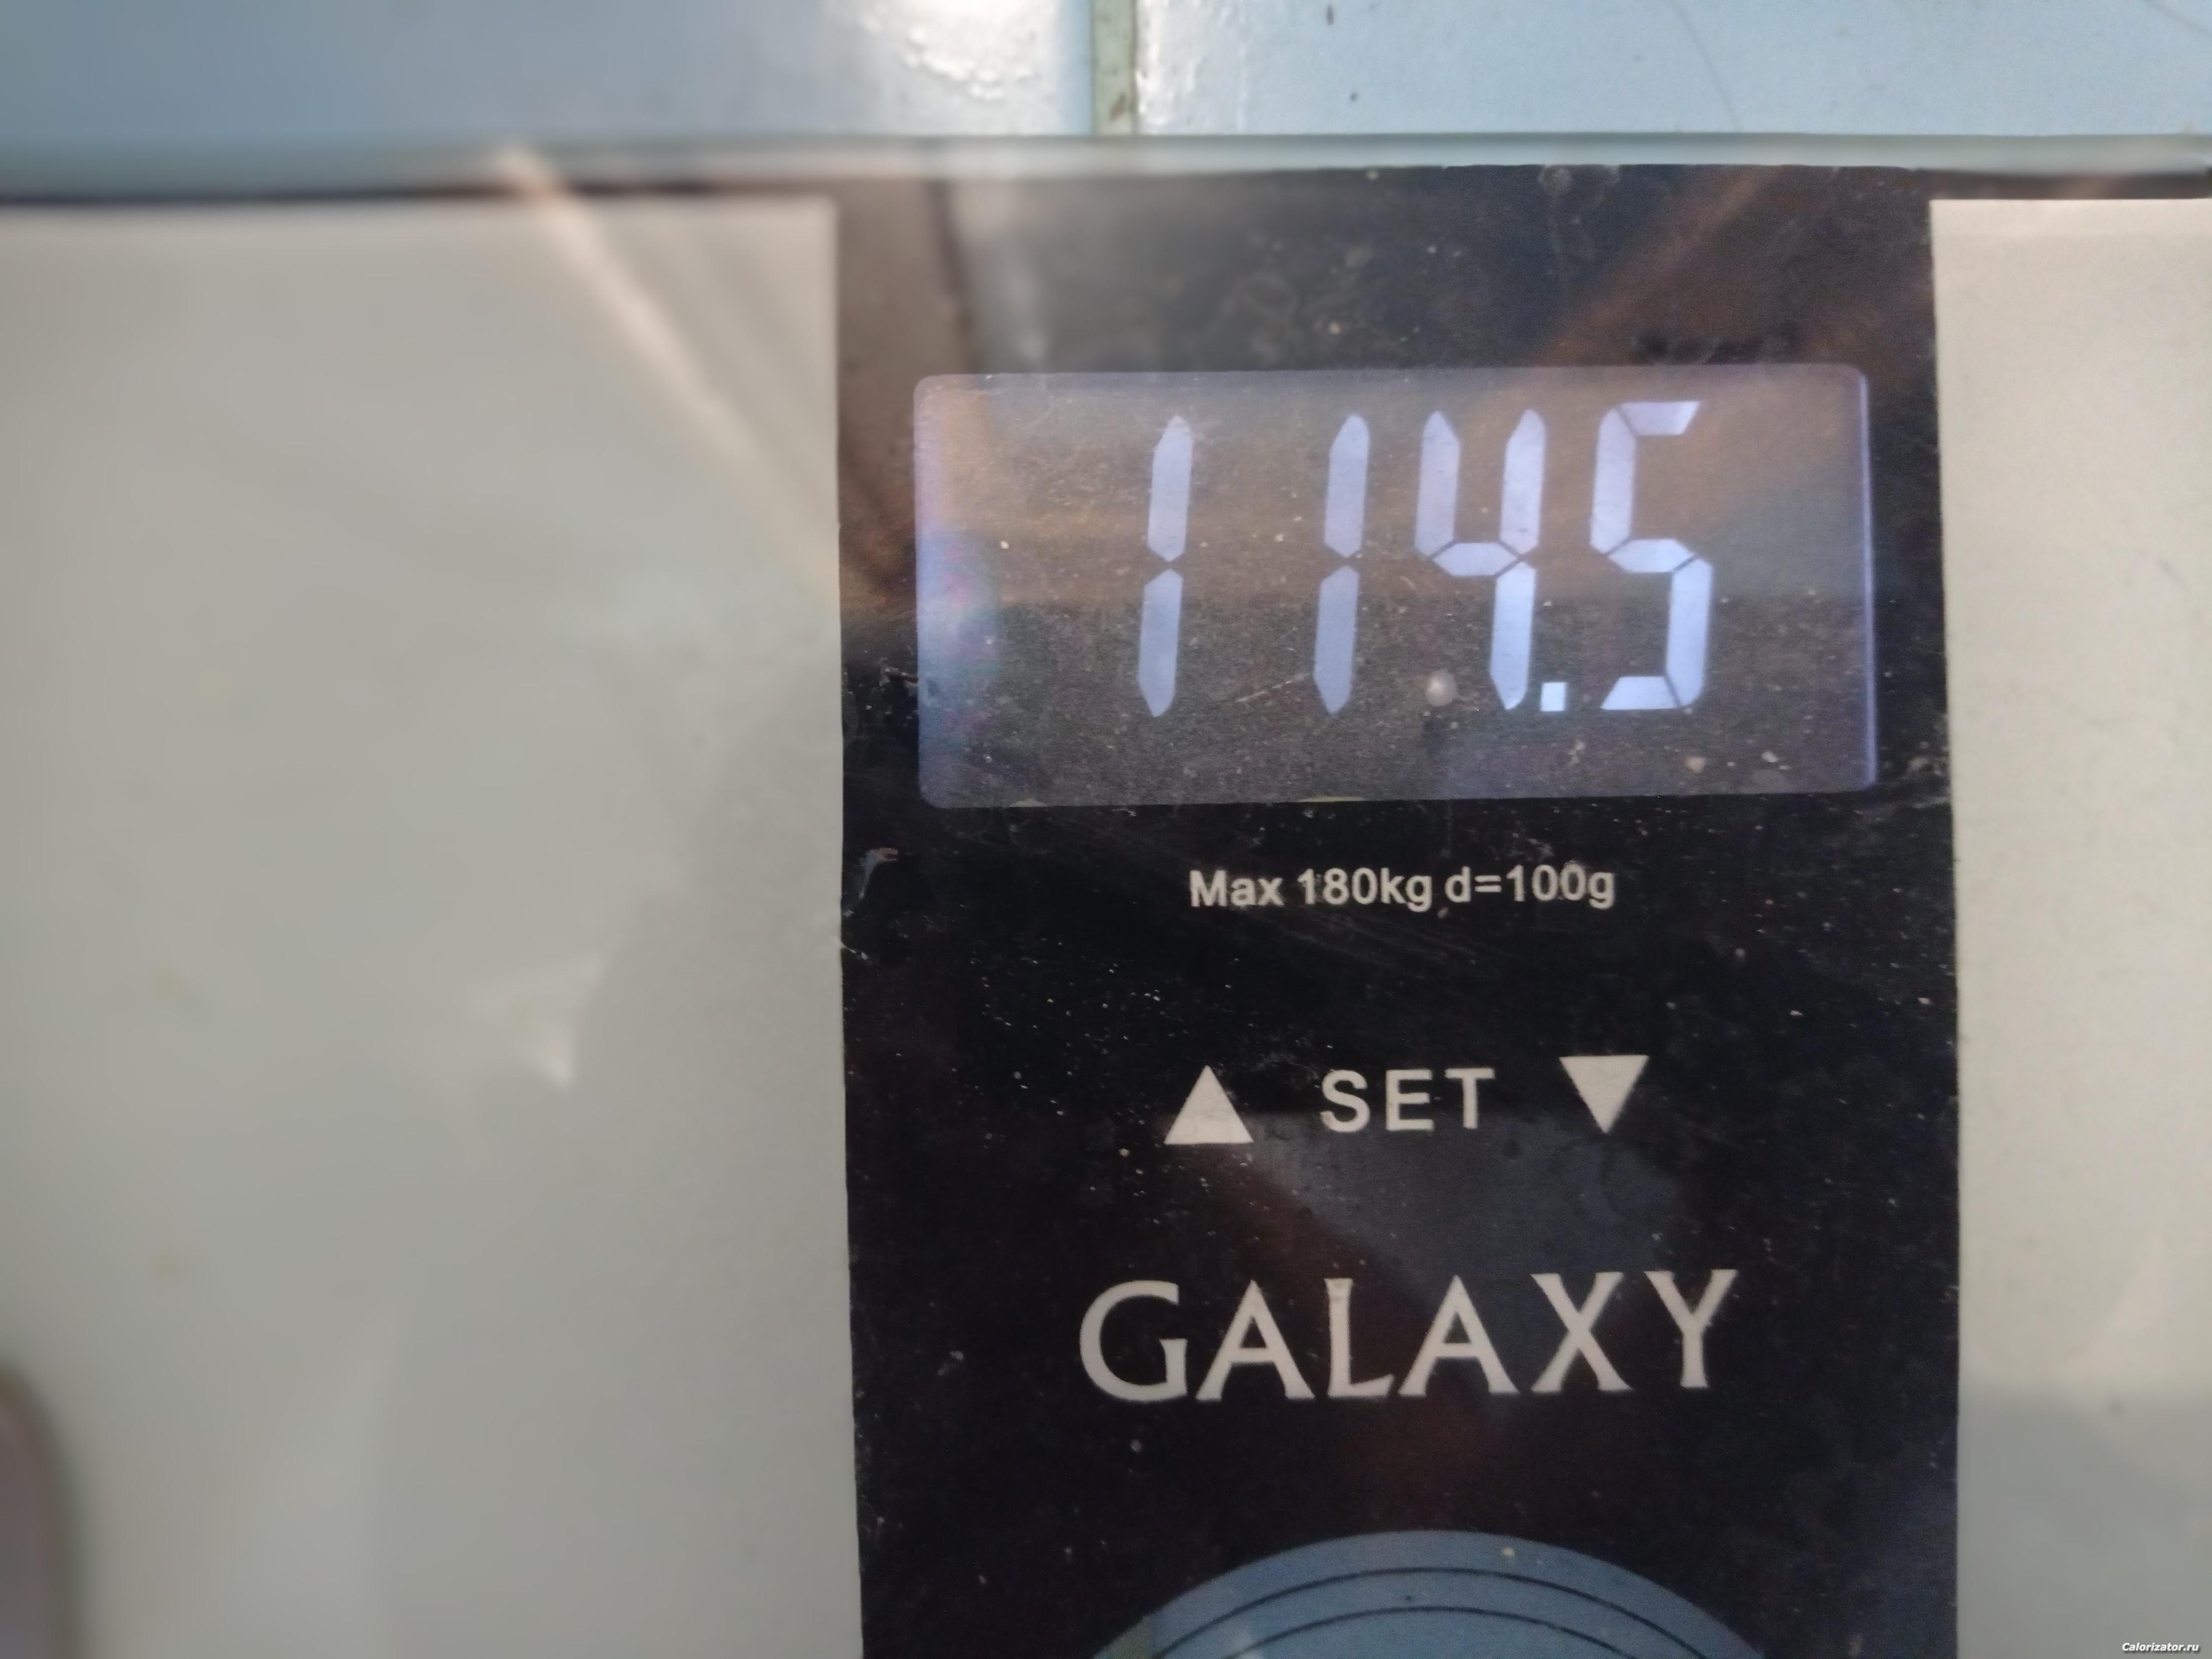 114.5
Max 180kg d=100g
▲ SET ▼
GALAXY
Calorizator.ru